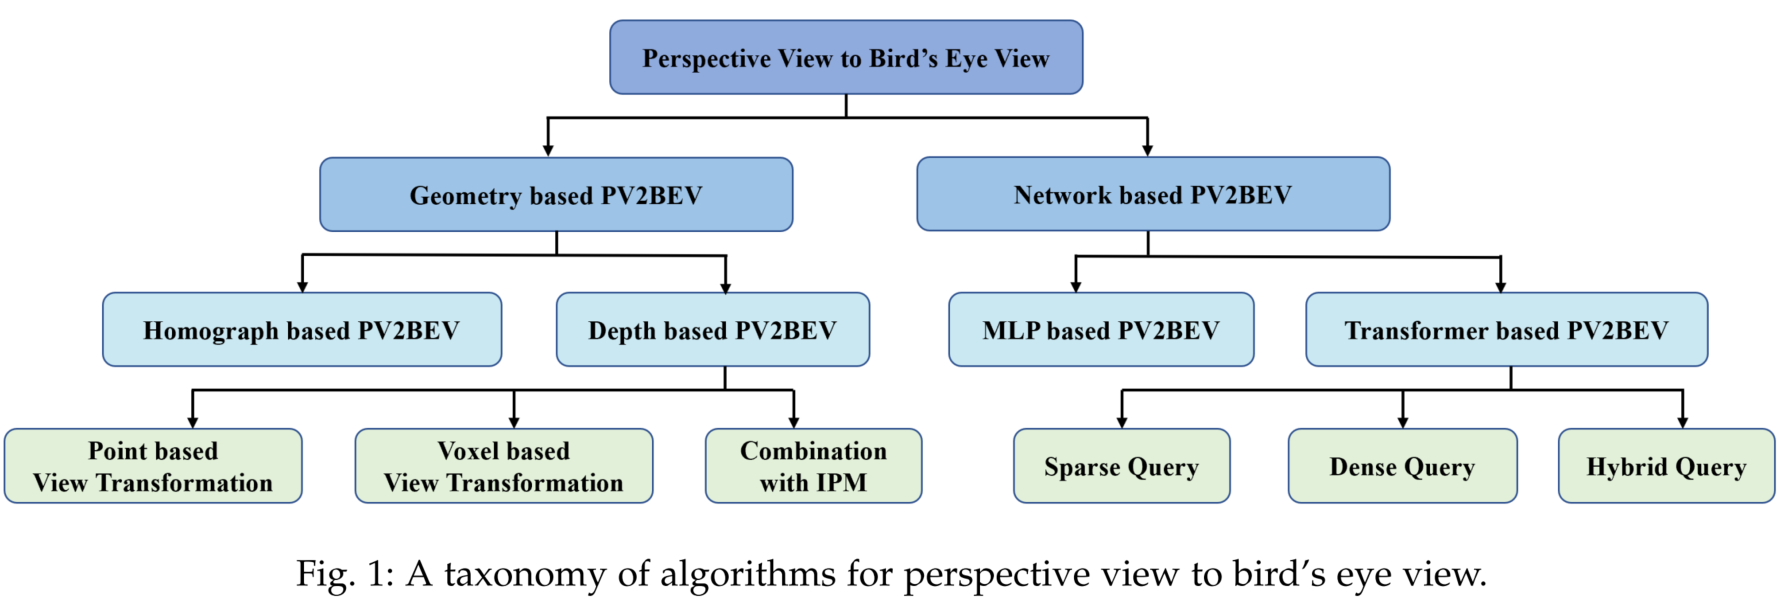 Perspective View to Bird's Eye View
Geometry based PV2BEV
Network based PV2BEV
Homograph based PV2BEV
Depth based PV2BEV
MLP based PV2BEV
Transformer based PV2BEV
Point based
View Transformation
Voxel based
View Transformation
Combination
with IPM
Sparse Query
Dense Query
Hybrid Query
Fig. 1: A taxonomy of algorithms for perspective view to bird's eye view.